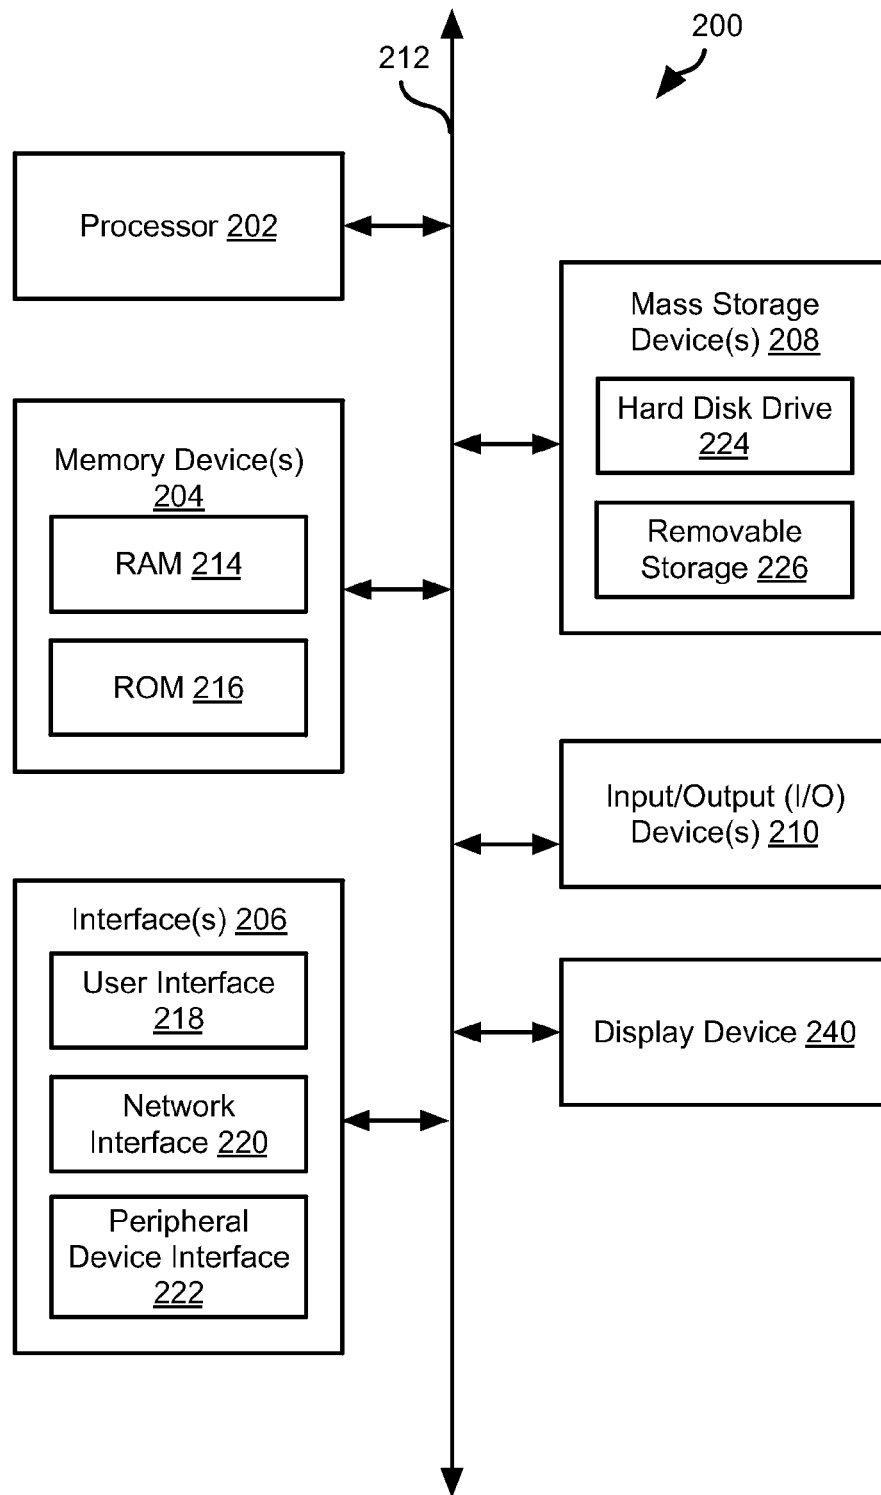 200
212
Processor 202
Mass Storage
Device(s) 208
Hard Disk Drive
224
Removable
Storage 226
Memory Device(s)
204
RAM 214
ROM 216
Input/Output (I/O)
Device(s) 210
Interface(s) 206
User Interface
218
Network
Interface 220
Peripheral
Device Interface
222
Display Device 240